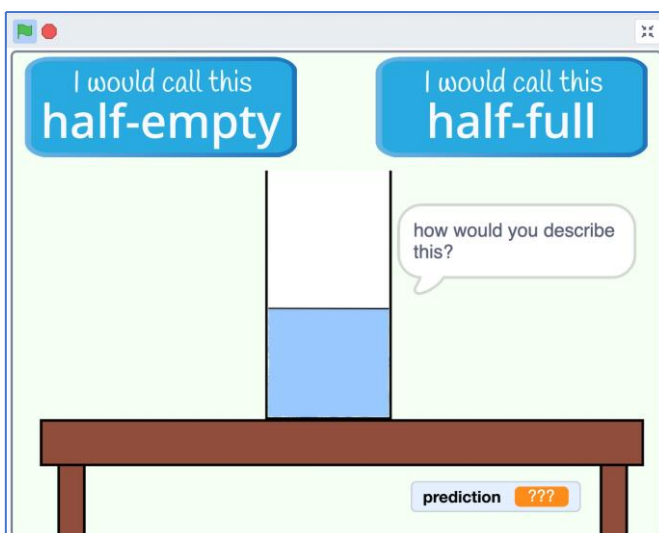 I would call this
half-empty
I would call this
half-full
how would you describe
this?
prediction ???